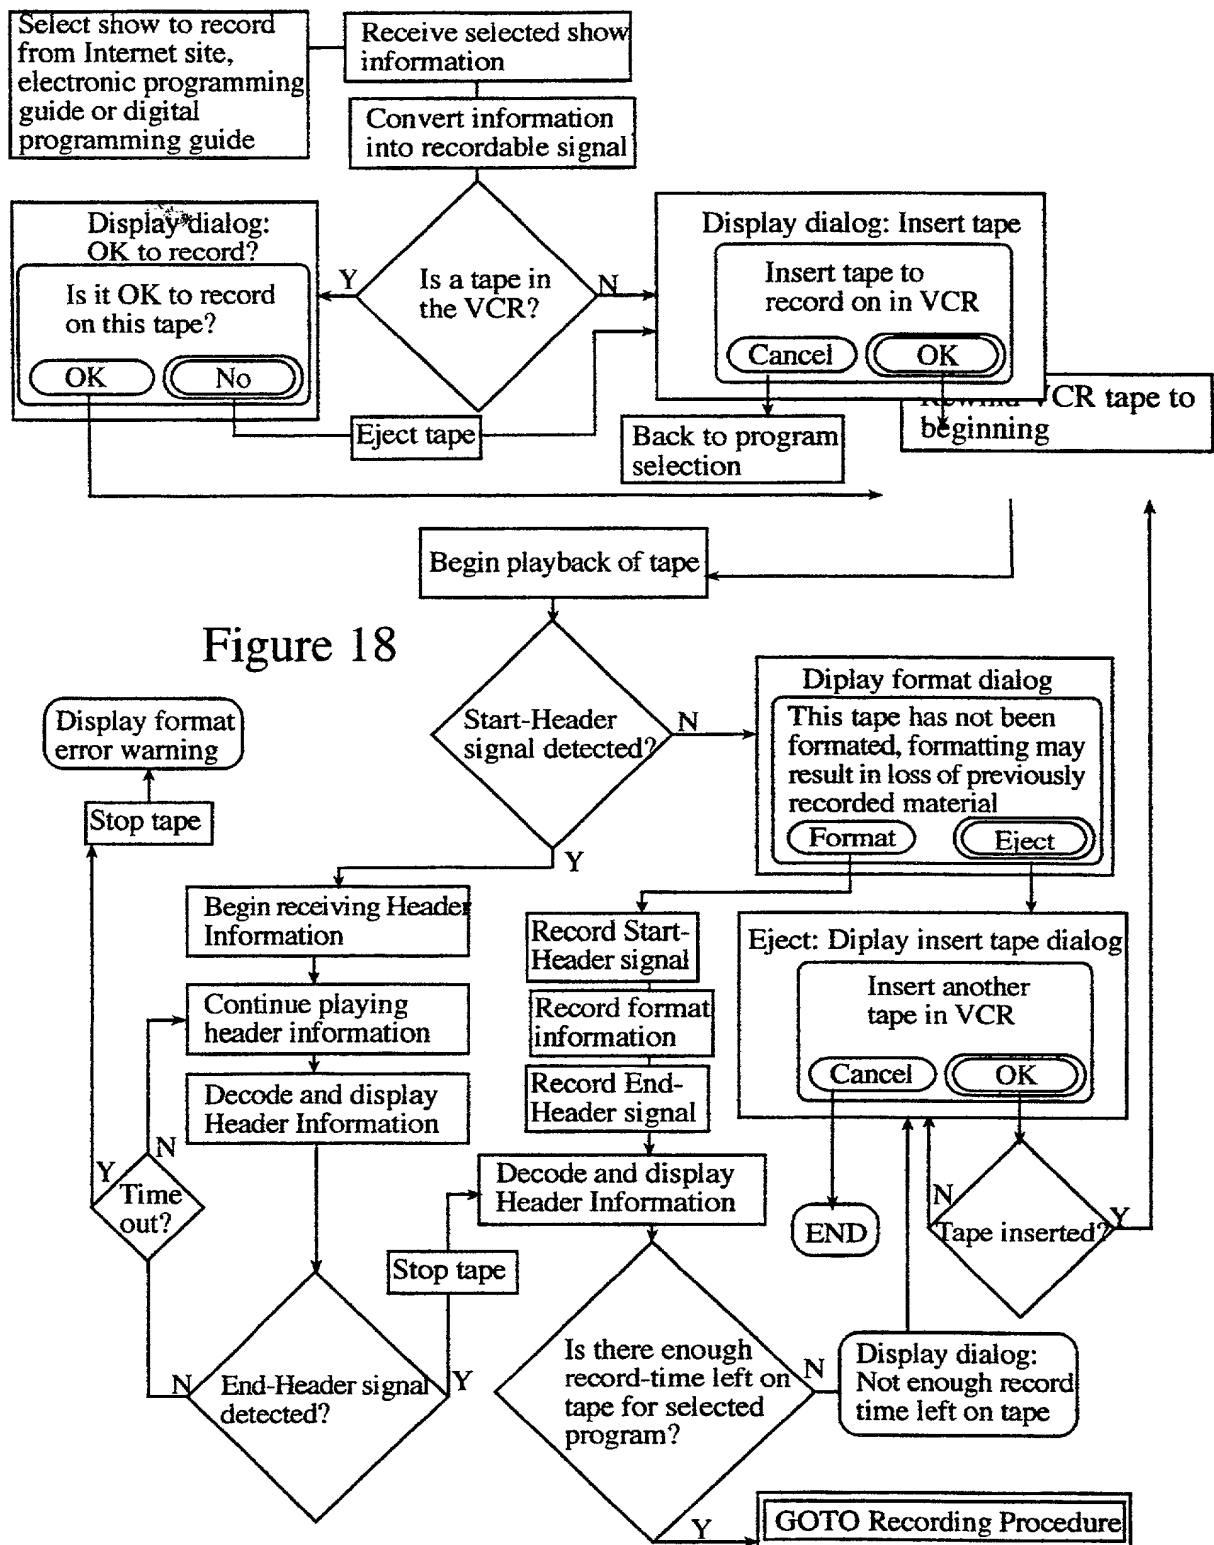 Select show to record
from Internet site,
electronic programming
guide or digital
programming guide
Receive selected show
information
Convert information
into recordable signal
Is a tape in
the VCR?
Y
N
Display dialog:
OK to record?
Is it OK to record
on this tape?
OK
No
Eject tape
Display dialog: Insert tape
Insert tape to
record on in VCR
Cancel
OK
Back to program
selection
Rewind VCR tape to
beginning
Begin playback of tape
Figure 18
Start-Header
signal detected?
N
Y
Diplay format dialog
This tape has not been
formated, formatting may
result in loss of previously
recorded material
Format
Eject
Display format
error warning
Stop tape
Begin receiving Header
Information
Continue playing
header information
Decode and display
Header Information
Y
N
Time
out?
N
End-Header signal
detected?
Y
Stop tape
Record Start-
Header signal
Record format
information
Record End-
Header signal
Decode and display
Header Information
Eject: Diplay insert tape dialog
Insert another
tape in VCR
Cancel
OK
END
N
Tape inserted?
Y
Is there enough
record-time left on
tape for selected
program?
N
Display dialog:
Not enough record
time left on tape
Y
GOTO Recording Procedure